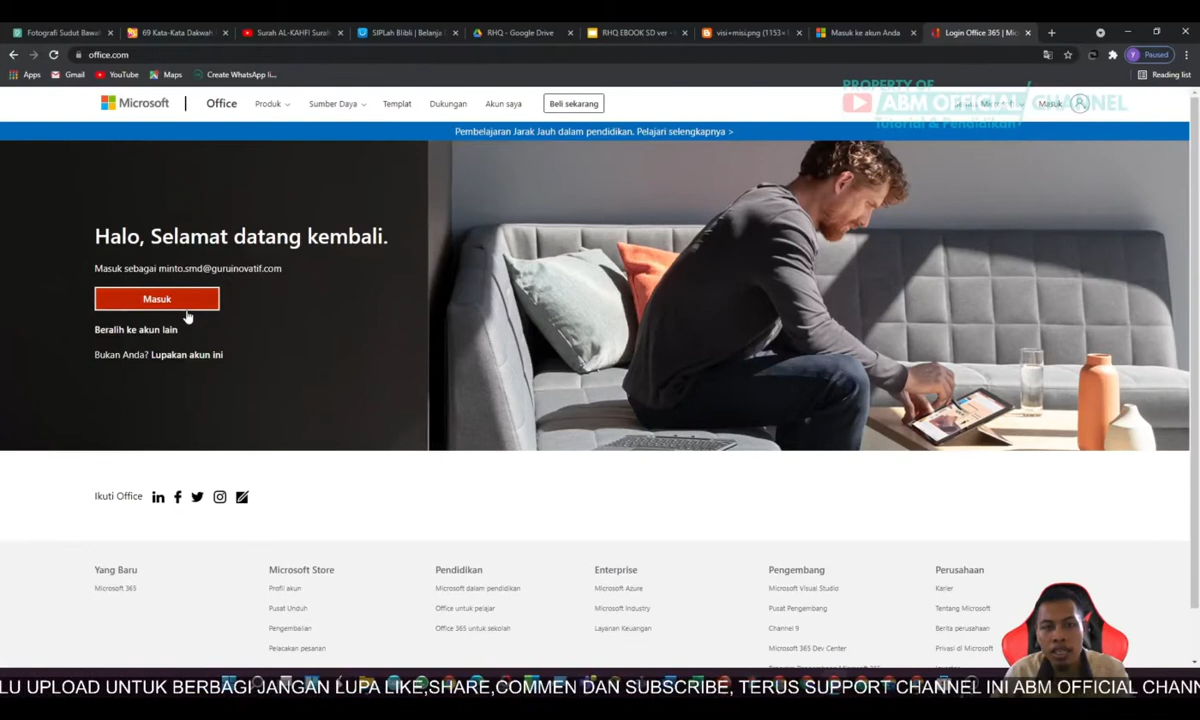 Fotografi Sudut Bawa
69 Kata-Kata Dakwah
Surah AL-KAHFI Sura
SIPLah Blibli | Belanja
RHQ - Google Drive
RHQ EBOOK SD ver -
visi+misi.png (1153×
Masuk ke akun Anda
Login Office 365 | Mic
office.com
Y
Paused
Apps
Gmail
YouTube
Maps
Create WhatsApp li...
Reading list
Microsoft
Office
Produk
Sumber Daya
Templat
Dukungan
Akun saya
Beli sekarang
Masuk
PROPERTY OF
ABM OFFICIAL CHANNEL
Tutorial & Pendidikan
Pembelajaran Jarak Jauh dalam pendidikan. Pelajari selengkapnya >
Halo, Selamat datang kembali.
Masuk sebagai minto.smd@guruinovatif.com
Masuk
Beralih ke akun lain
Bukan Anda? Lupakan akun ini
Ikuti Office
Yang Baru
Microsoft 365
Microsoft Store
Profil akun
Pusat Unduh
Pengembalian
Pelacakan pesanan
Pendidikan
Microsoft dalam pendidikan
Office untuk pelajar
Office 365 untuk sekolah
Enterprise
Microsoft Azure
Microsoft Industry
Layanan Keuangan
Pengembang
Microsoft Visual Studio
Pusat Pengembang
Channel 9
Microsoft 365 Dev Center
Perusahaan
Karier
Tentang Microsoft
Berita perusahaan
Privasi di Microsoft
LU UPLOAD UNTUK BERBAGI JANGAN LUPA LIKE,SHARE,COMMEN DAN SUBSCRIBE, TERUS SUPPORT CHANNEL INI ABM OFFICIAL CHANN